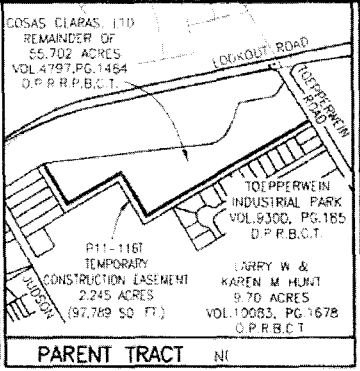 COSAS CLARAS, LTD
REMAINDER OF
55.702 ACRES
VOL.4797,PG.1464
O.P.R.R.P.B.C.T.
LOOKOUT ROAD
TOEPPERWEIN
ROAD
TOEPPERWEIN
INDUSTRIAL PARK
VOL.9300, PG.165
D.P.R.B.C.T.
P11-116T
TEMPORARY
CONSTRUCTION EASEMENT
2.245 ACRES
(97,789 SQ. FT.)
LARRY W &
KAREN M HUNT
9.70 ACRES
VOL.10083, PG.1678
O.P.R.B.C.T
JUDSON
PARENT TRACT